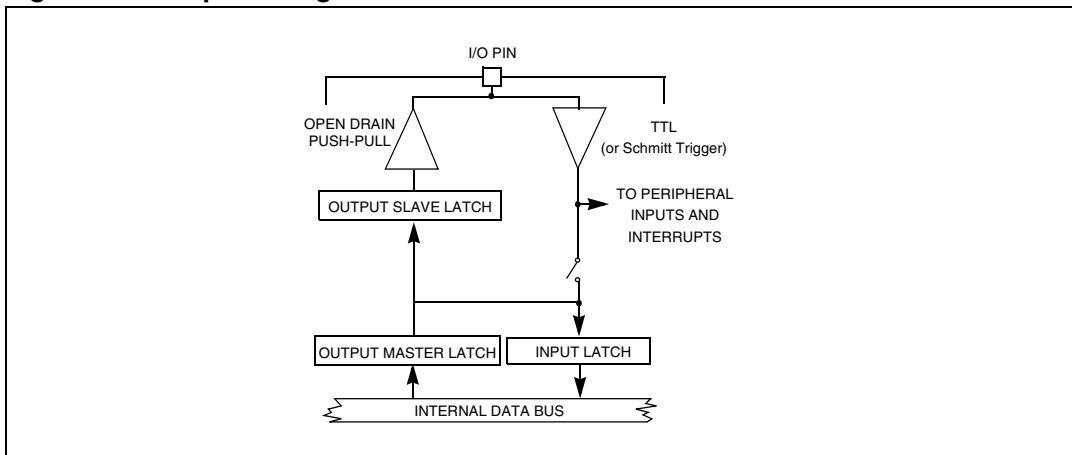 I/O PIN
OPEN DRAIN
PUSH-PULL
TTL
(or Schmitt Trigger)
OUTPUT SLAVE LATCH
TO PERIPHERAL
INPUTS AND
INTERRUPTS
OUTPUT MASTER LATCH
INPUT LATCH
INTERNAL DATA BUS